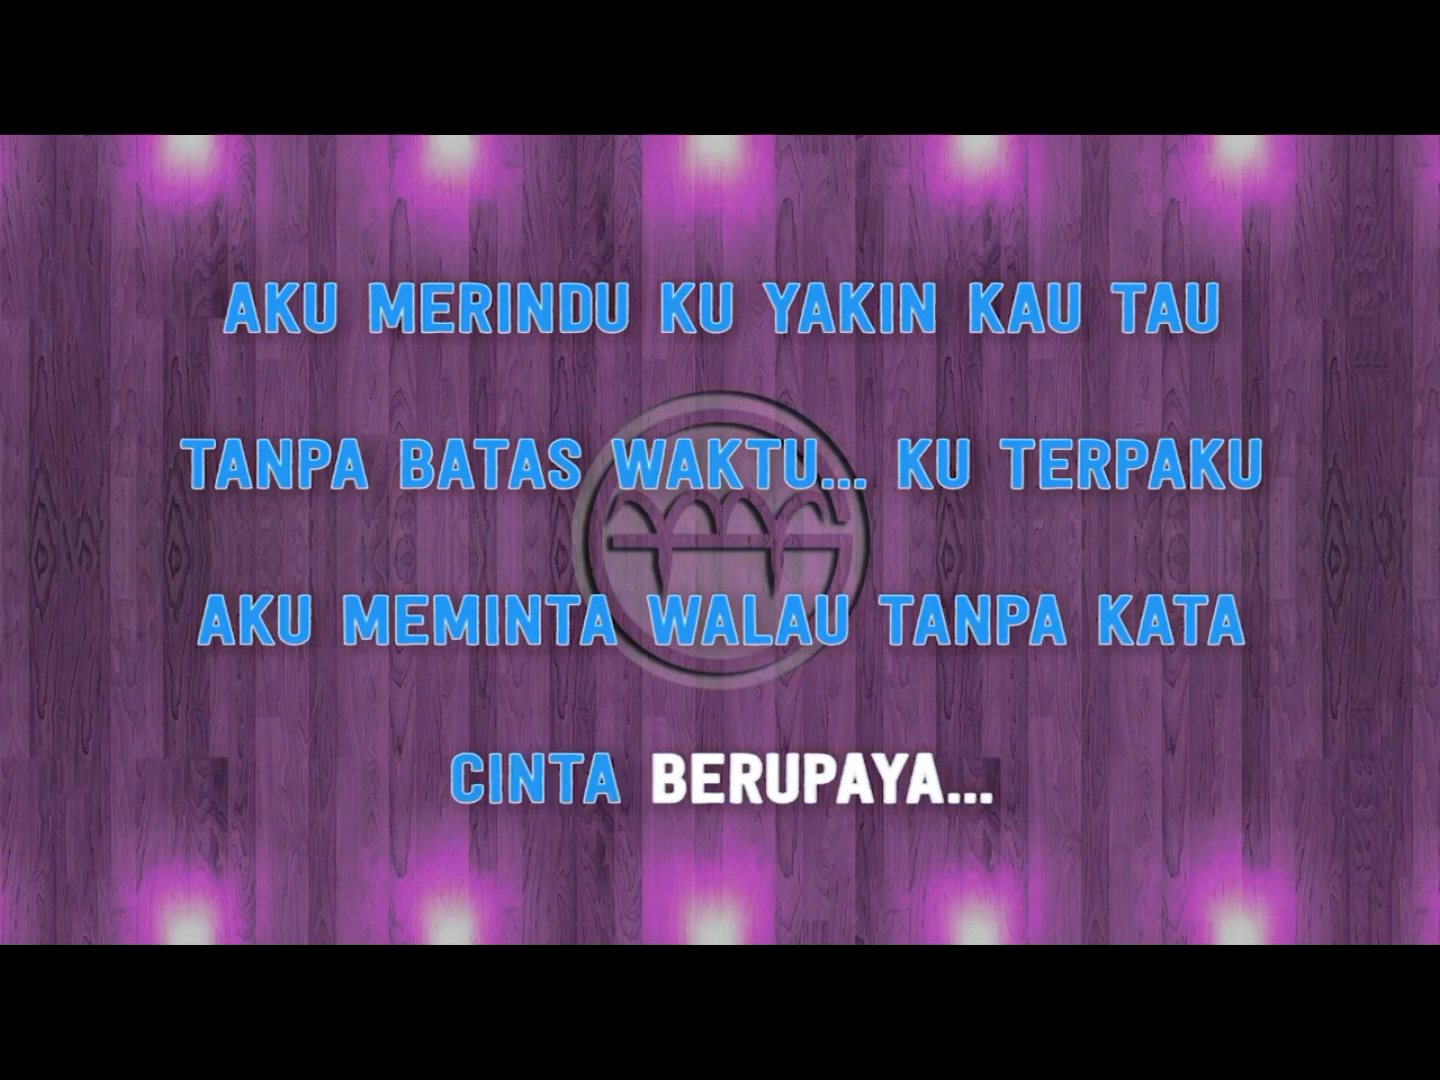 AKU MERINDU KU YAKIN KAU TAU
TANPA BATAS WAKTU... KU TERPAKU
AKU MEMINTA WALAU TANPA KATA
CINTA BERUPAYA...